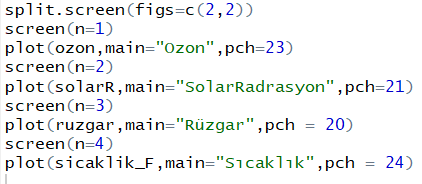 split.screen(figs=c(2,2))
screen(n=1)
plot(ozon,main="Ozon",pch=23)
screen(n=2)
plot(solarR,main="SolarRadrasyon",pch=21)
screen(n=3)
plot(ruzgar,main="Rüzgar",pch = 20)
screen(n=4)
plot(sicaklik_F,main="Sıcaklık",pch = 24)